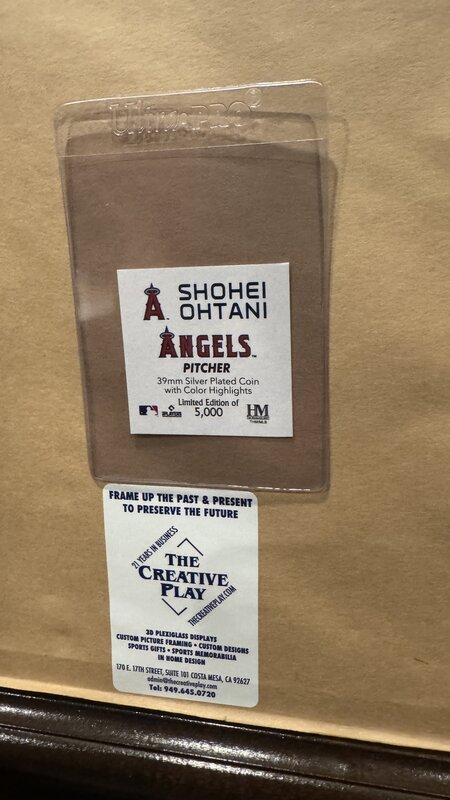 Ultra·PRO®
A
SHOHEI
OHTANI
ANGELS™
PITCHER
39mm Silver Plated Coin
with Color Highlights
Limited Edition of
5,000
HM
FRAME UP THE PAST & PRESENT
TO PRESERVE THE FUTURE
21 YEARS IN BUSINESS
THE
CREATIVE
PLAY
THECREATIVEPLAY.COM
3D PLEXIGLASS DISPLAYS
CUSTOM PICTURE FRAMING • CUSTOM DESIGNS
SPORTS GIFTS • SPORTS MEMORABILIA
IN HOME DESIGN
170 E. 17TH STREET, SUITE 101 COSTA MESA, CA 92627
admin@thecreativeplay.com
Tel: 949.645.0720